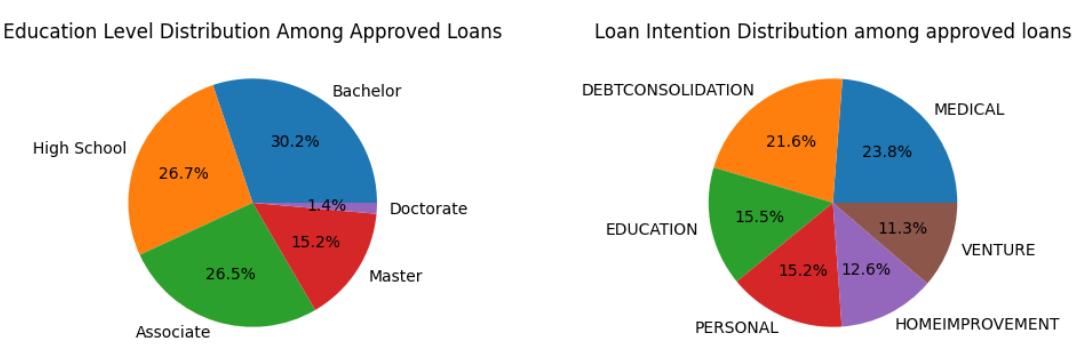 Education Level Distribution Among Approved Loans
Bachelor
30.2%
High School
26.7%
1.4%
Doctorate
15.2%
Master
26.5%
Associate
Loan Intention Distribution among approved loans
DEBTCONSOLIDATION
MEDICAL
21.6%
23.8%
15.5%
EDUCATION
11.3%
VENTURE
15.2%
12.6%
PERSONAL
HOMEIMPROVEMENT